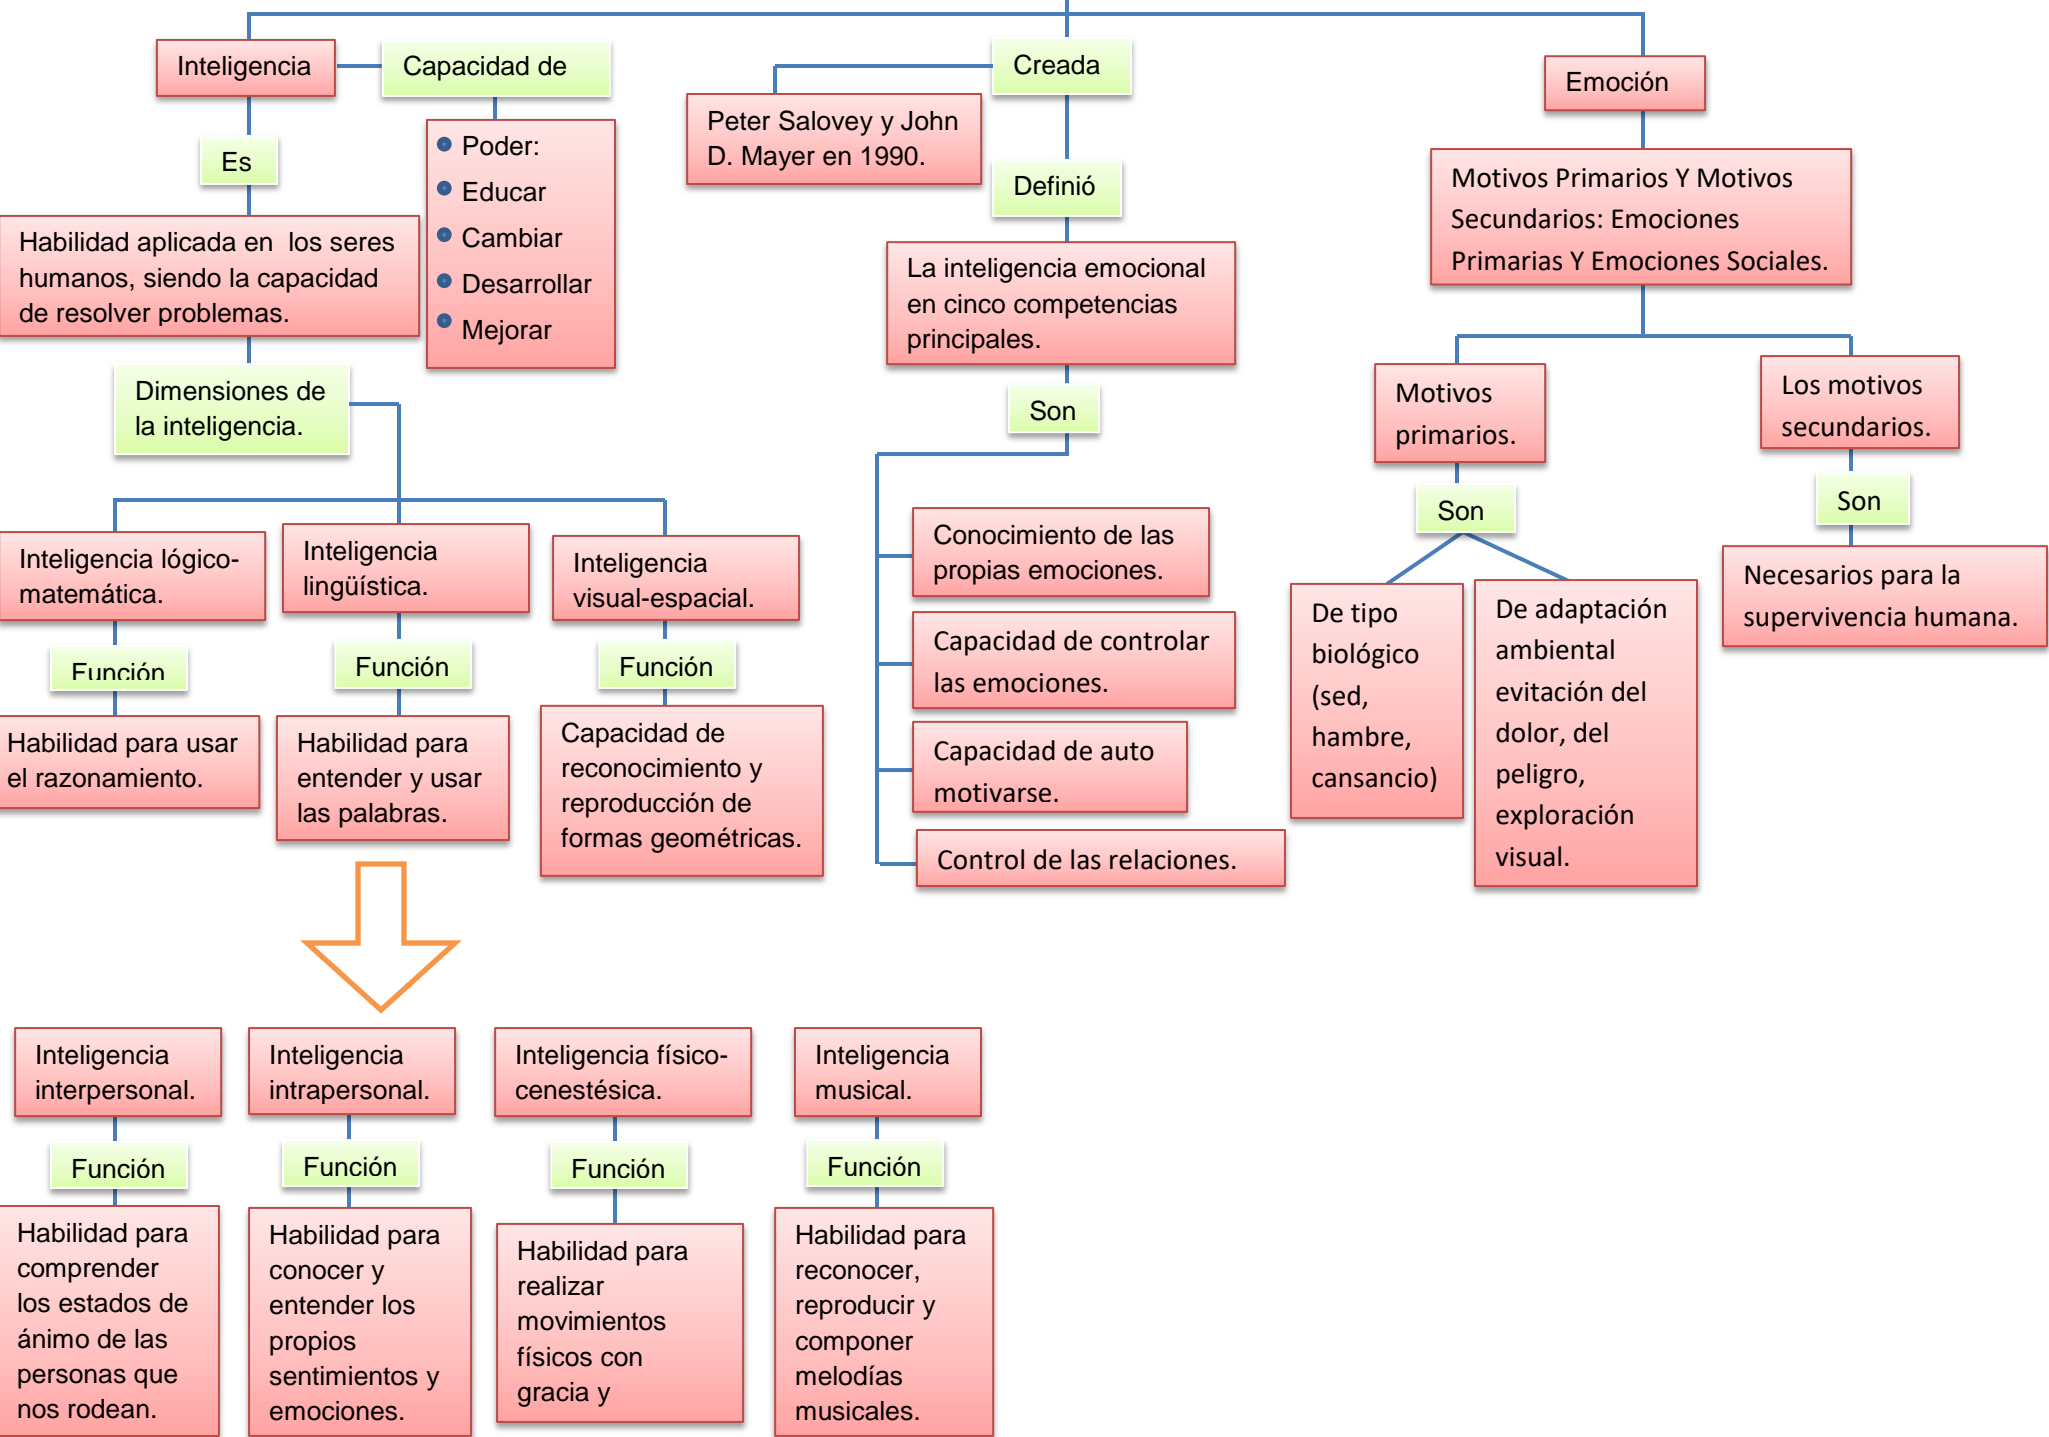 Inteligencia
Capacidad de
Es
Poder:
Educar
Cambiar
Desarrollar
Mejorar
Habilidad aplicada en  los seres
humanos, siendo la capacidad
de resolver problemas.
Dimensiones de
la inteligencia.
Inteligencia lógico-
matemática.
Función
Habilidad para usar
el razonamiento.
Inteligencia
lingüística.
Función
Habilidad para
entender y usar
las palabras.
Inteligencia
visual-espacial.
Función
Capacidad de
reconocimiento y
reproducción de
formas geométricas.
Inteligencia
interpersonal.
Función
Habilidad para
comprender
los estados de
ánimo de las
personas que
nos rodean.
Inteligencia
intrapersonal.
Función
Habilidad para
conocer y
entender los
propios
sentimientos y
emociones.
Inteligencia físico-
cenestésica.
Función
Habilidad para
realizar
movimientos
físicos con
gracia y
Inteligencia
musical.
Función
Habilidad para
reconocer,
reproducir y
componer
melodías
musicales.
Creada
Peter Salovey y John
D. Mayer en 1990.
Definió
La inteligencia emocional
en cinco competencias
principales.
Son
Conocimiento de las
propias emociones.
Capacidad de controlar
las emociones.
Capacidad de auto
motivarse.
Control de las relaciones.
Emoción
Motivos Primarios Y Motivos
Secundarios: Emociones
Primarias Y Emociones Sociales.
Motivos
primarios.
Son
De tipo
biológico
(sed,
hambre,
cansancio)
De adaptación
ambiental
evitación del
dolor, del
peligro,
exploración
visual.
Los motivos
secundarios.
Son
Necesarios para la
supervivencia humana.